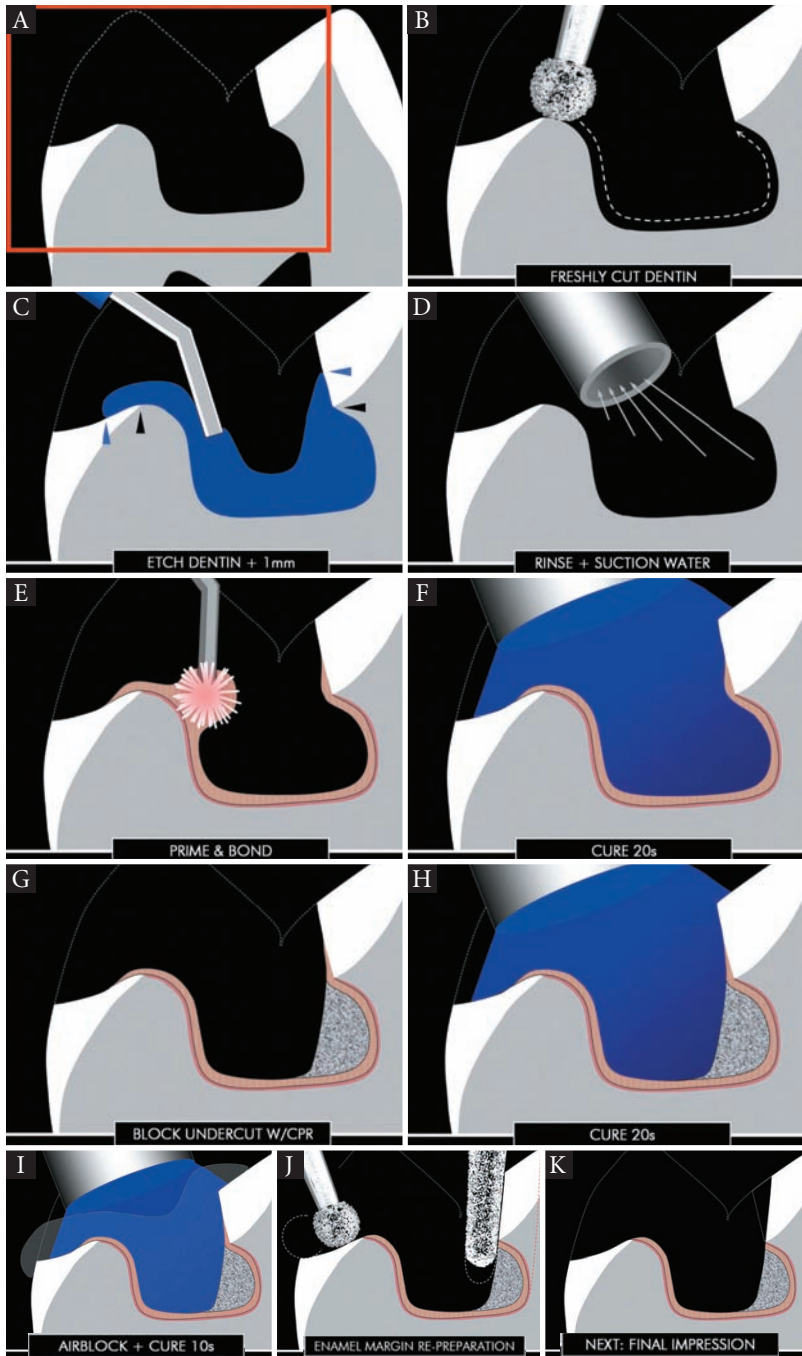 A
B
FRESHLY CUT DENTIN
C
ETCH DENTIN + 1mm
D
RINSE + SUCTION WATER
E
PRIME & BOND
F
CURE 20s
G
BLOCK UNDERCUT W/CPR
H
CURE 20s
I
AIRBLOCK + CURE 10s
J
ENAMEL MARGIN RE-PREPARATION
K
NEXT: FINAL IMPRESSION